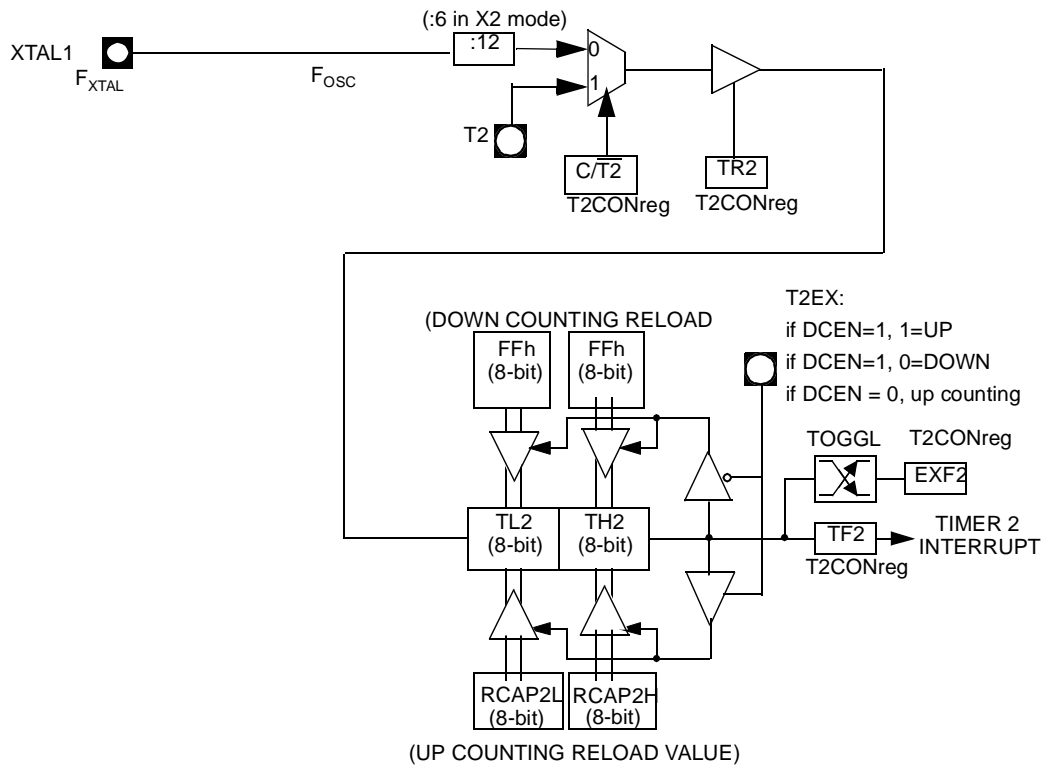 (:6 in X2 mode)
XTAL1
:12
0
FXTAL
FOSC
1
T2
C/T2
TR2
T2CONreg
T2CONreg
T2EX:
(DOWN COUNTING RELOAD
if DCEN=1, 1=UP
FFh
(8-bit)
FFh
(8-bit)
if DCEN=1, 0=DOWN
if DCEN = 0, up counting
TOGGL
T2CONreg
EXF2
TL2
(8-bit)
TH2
(8-bit)
TF2
TIMER 2
INTERRUPT
T2CONreg
RCAP2L
(8-bit)
RCAP2H
(8-bit)
(UP COUNTING RELOAD VALUE)